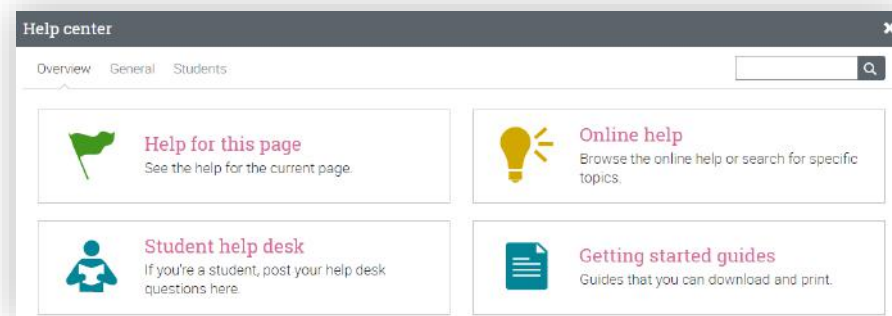 Help center
Overview General Students
Help for this page
See the help for the current page.
Online help
Browse the online help or search for specific
topics.
Student help desk
If you're a student, post your help desk
questions here.
Getting started guides
Guides that you can download and print.